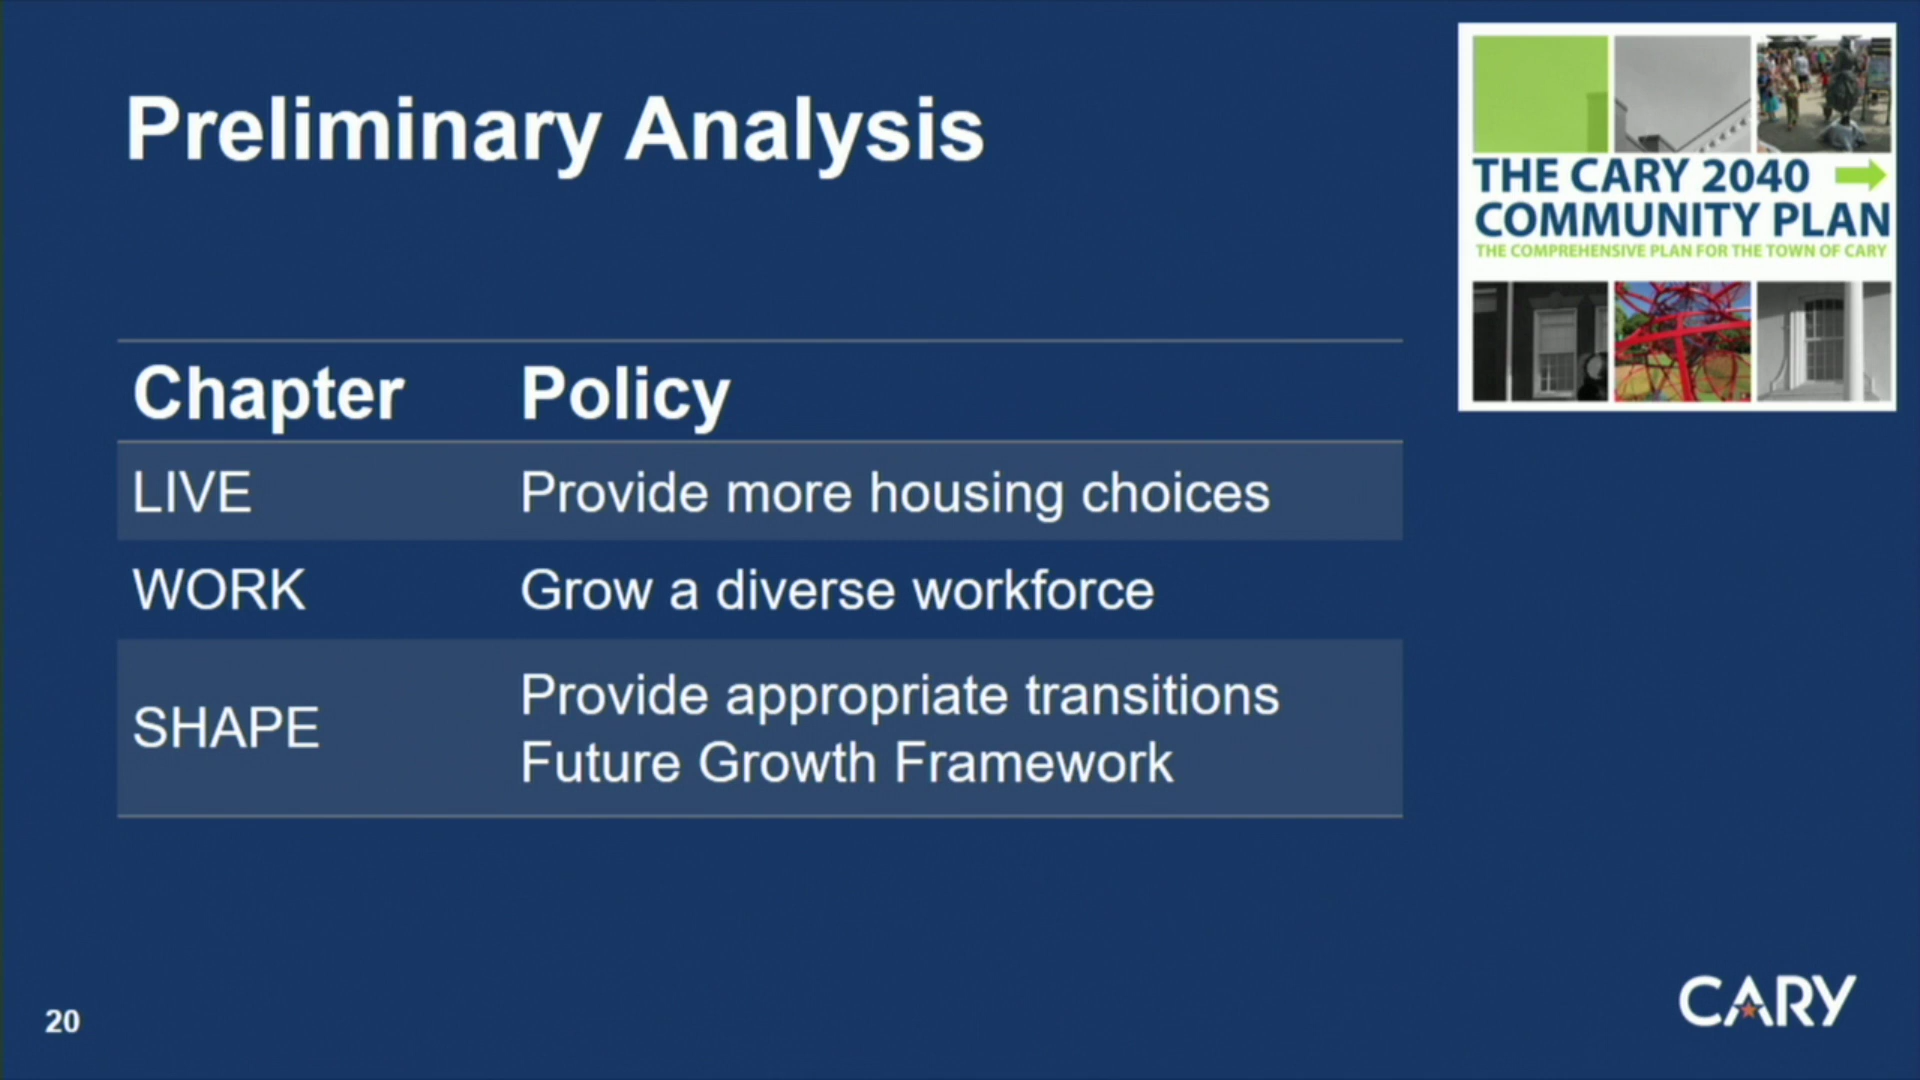 Preliminary Analysis
THE CARY 2040
COMMUNITY PLAN
THE COMPREHENSIVE PLAN FOR THE TOWN OF CARY
Chapter Policy
LIVE Provide more housing choices
WORK Grow a diverse workforce
SHAPE Provide appropriate transitions
Future Growth Framework
20
CARY